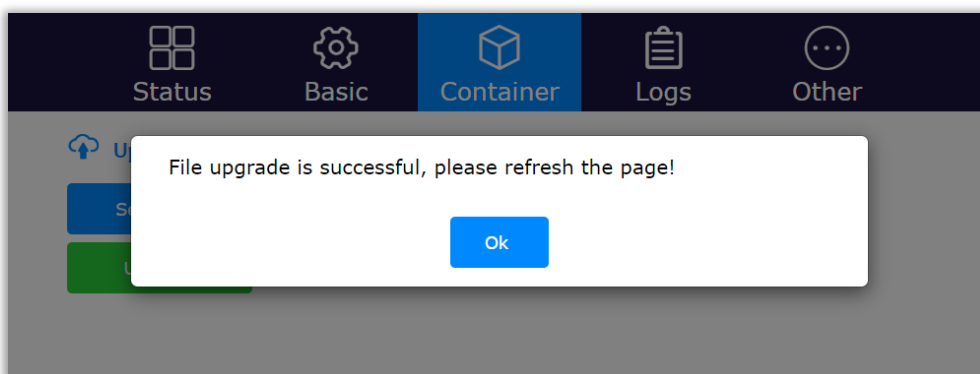 Status Basic Container Logs Other
File upgrade is successful, please refresh the page!
Ok